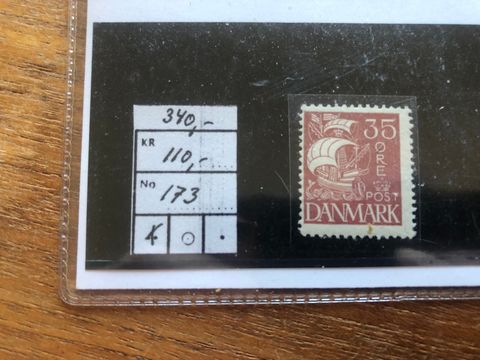 340,-
KR
110,-
No
173
35
ØRE
POST
DANMARK